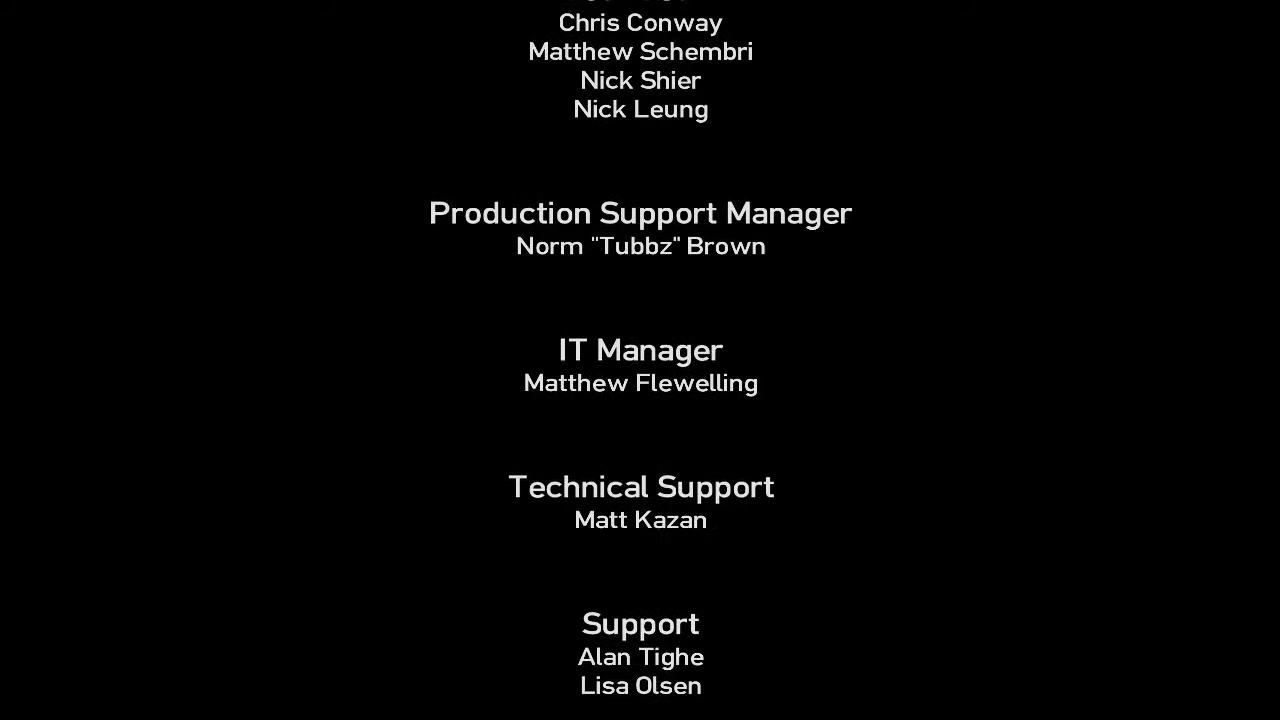 Chris Conway
Matthew Schembri
Nick Shier
Nick Leung
Production Support Manager
Norm "Tubbz" Brown
IT Manager
Matthew Flewelling
Technical Support
Matt Kazan
Support
Alan Tighe
Lisa Olsen